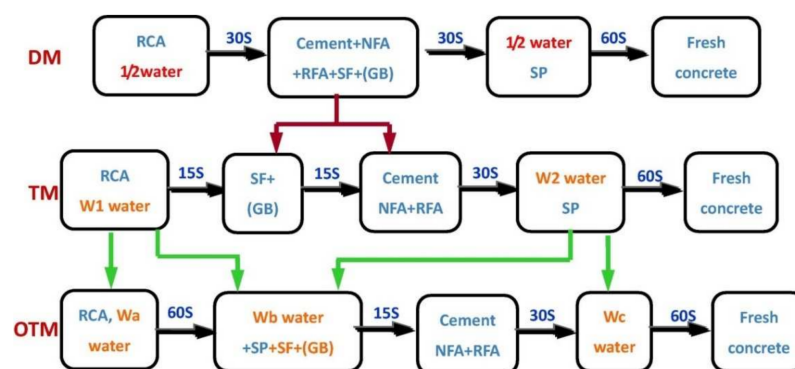 DM
RCA
1/2water
30S
Cement+NFA
+RFA+SF+(GB)
30S
1/2 water
SP
60S
Fresh
concrete
TM
RCA
W1 water
15S
SF+
(GB)
15S
Cement
NFA+RFA
30S
W2 water
SP
60S
Fresh
concrete
OTM
RCA, Wa
water
60S
Wb water
+SP+SF+(GB)
15S
Cement
NFA+RFA
30S
Wc
water
60S
Fresh
concrete